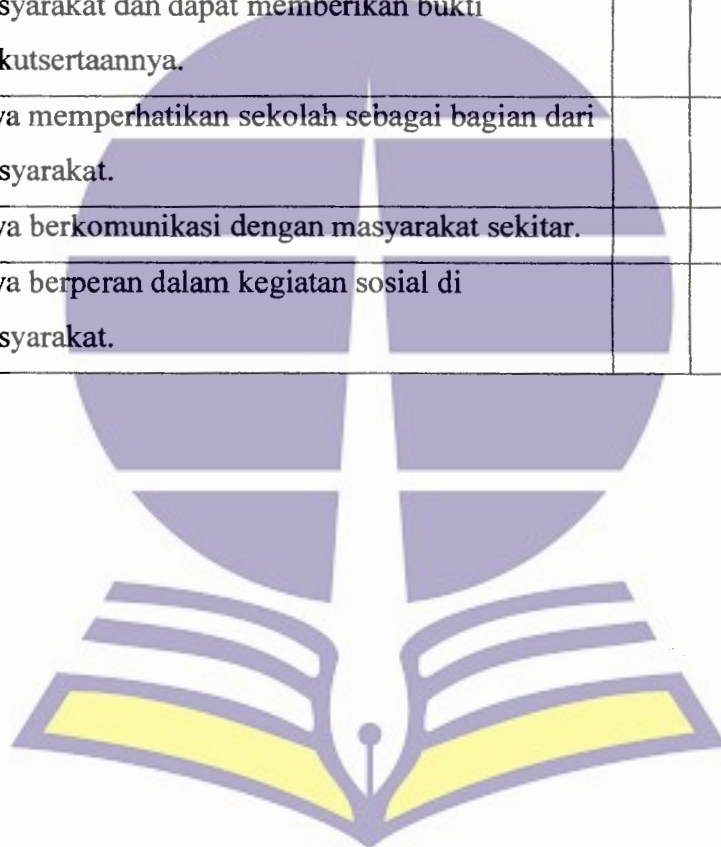 syarakat dan dapat memberikan bukti
kutsertaannya.
ya memperhatikan sekolah sebagai bagian dari
syarakat.
ya berkomunikasi dengan masyarakat sekitar.
ya berperan dalam kegiatan sosial di
syarakat.